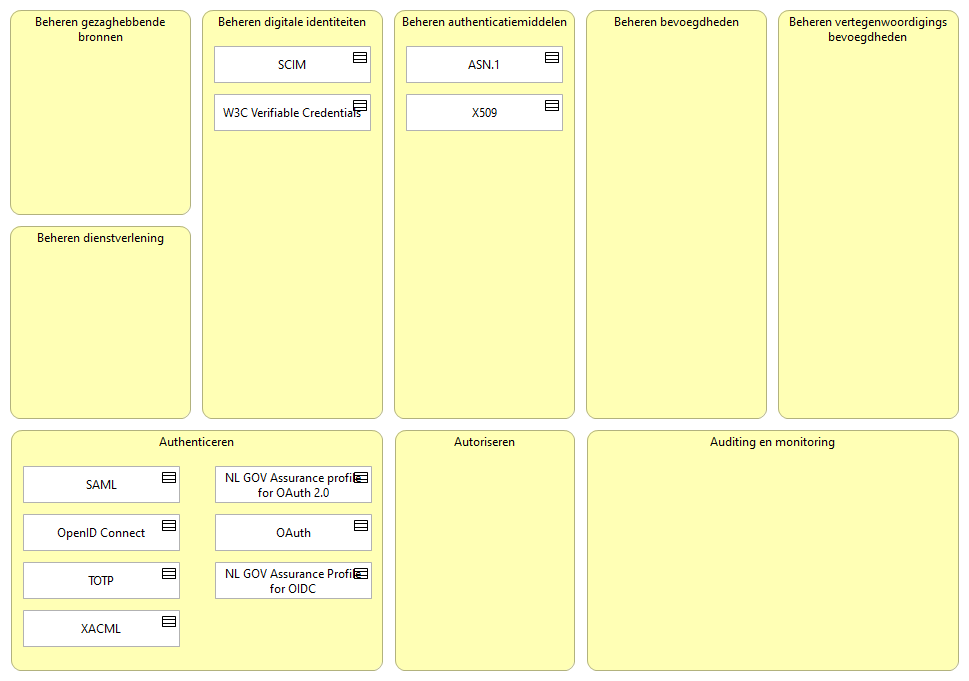 Beheren gezaghebbende
bronnen
Beheren digitale identiteiten
SCIM
W3C Verifiable Credentials
Beheren authenticatiemiddelen
ASN.1
X509
Beheren bevoegdheden
Beheren vertegenwoordigings
bevoegdheden
Beheren dienstverlening
Authenticeren
SAML
OpenID Connect
TOTP
XACML
NL GOV Assurance profile
for OAuth 2.0
OAuth
NL GOV Assurance Profile
for OIDC
Autoriseren
Auditing en monitoring